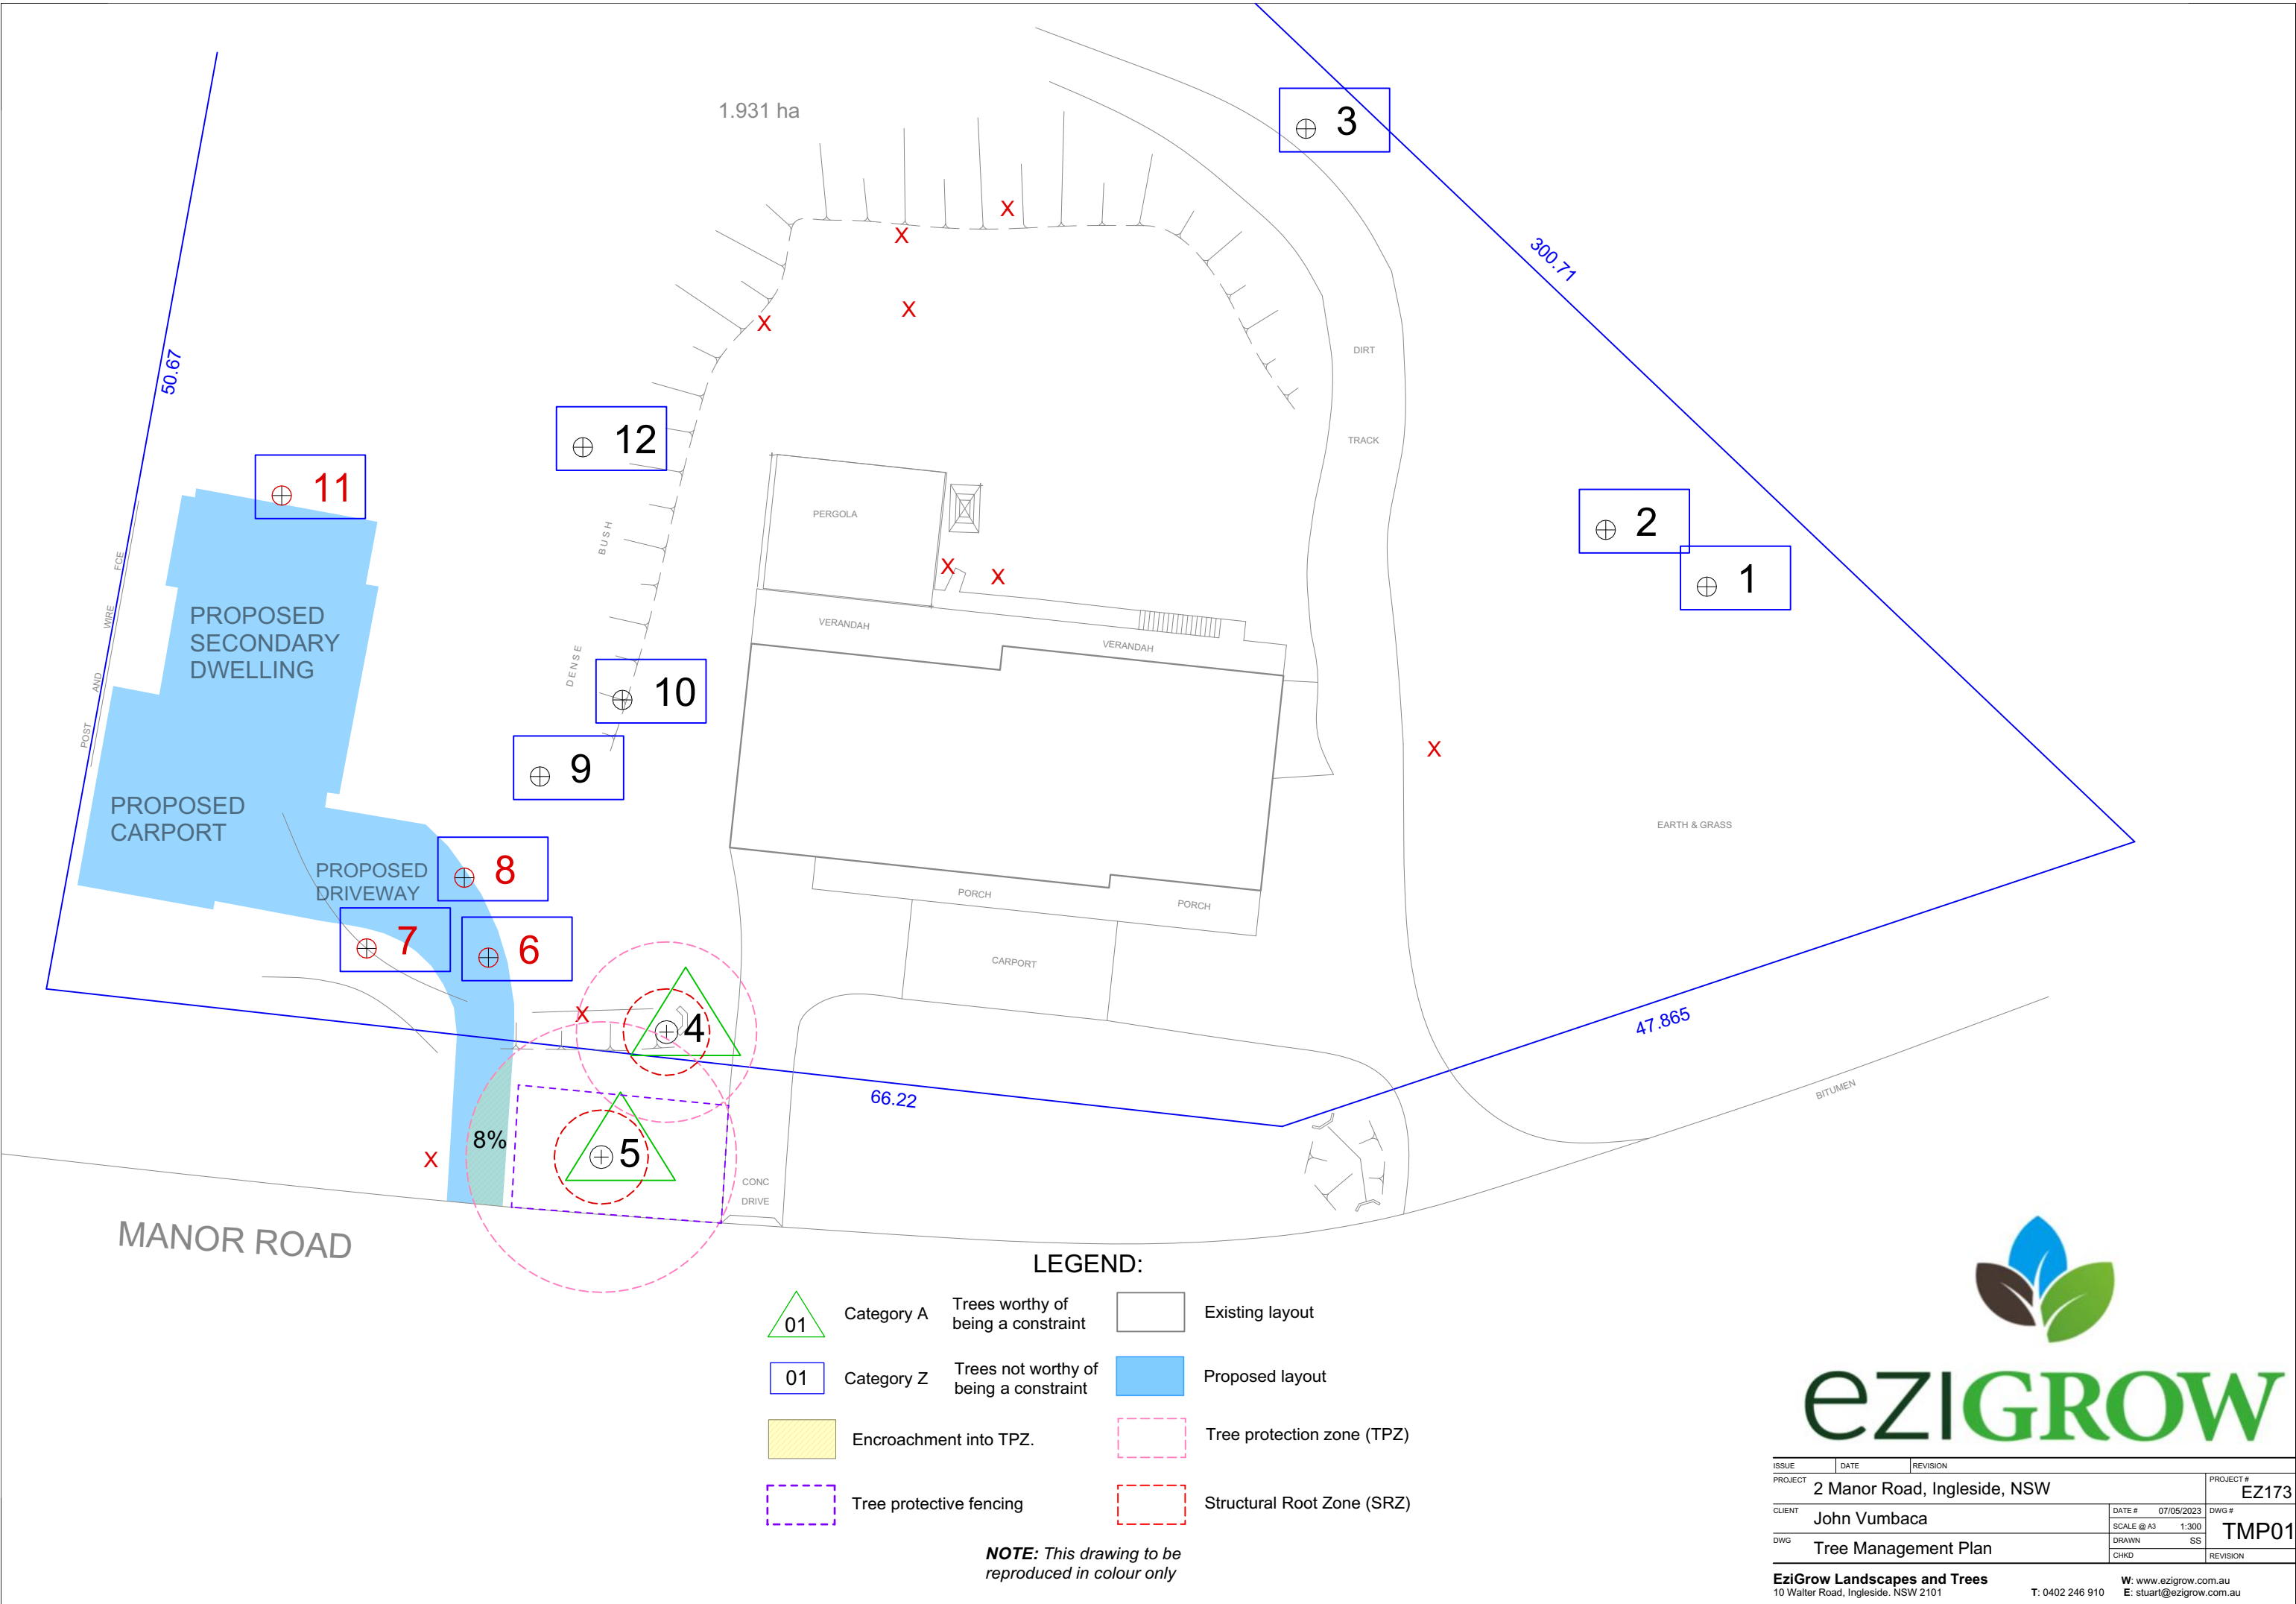 1.931 ha
3
X
X
300.71
X
X
50.67
DIRT
TRACK
12
11
PERGOLA
2
BUSH
DENSE
X
X
1
POST AND WIRE FCE
PROPOSED
SECONDARY
DWELLING
VERANDAH
VERANDAH
10
9
X
PROPOSED
CARPORT
EARTH & GRASS
PROPOSED
DRIVEWAY
8
7
6
PORCH
PORCH
CARPORT
X
4
47.865
BITUMEN
66.22
8%
5
X
CONC
DRIVE
MANOR ROAD
LEGEND:
01
Category A
Trees worthy of
being a constraint
Existing layout
01
Category Z
Trees not worthy of
being a constraint
Proposed layout
Encroachment into TPZ.
Tree protection zone (TPZ)
Tree protective fencing
Structural Root Zone (SRZ)
NOTE: This drawing to be
reproduced in colour only
eziGROW
ISSUE DATE REVISION
PROJECT 2 Manor Road, Ingleside, NSW PROJECT # EZ173
CLIENT John Vumbaca DATE # 07/05/2023 DWG # TMP01
SCALE @ A3 1:300
DWG Tree Management Plan DRAWN SS
CHKD REVISION
EziGrow Landscapes and Trees W: www.ezigrow.com.au
10 Walter Road, Ingleside. NSW 2101 T: 0402 246 910 E: stuart@ezigrow.com.au